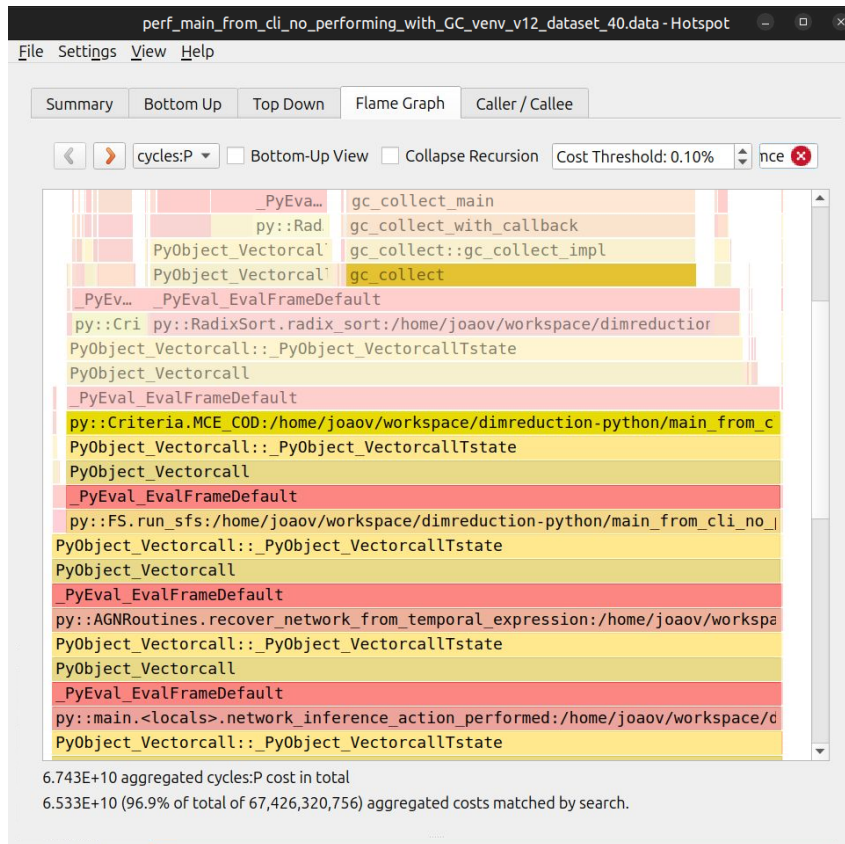 perf_main_from_cli_no_performing_with_GC_venv_v12_dataset_40.data - Hotspot
File Settings View Help
Summary Bottom Up Top Down Flame Graph Caller / Callee
cycles:P Bottom-Up View Collapse Recursion Cost Threshold: 0.10% nce
_PyEva… gc_collect_main
py::Rad gc_collect_with_callback
PyObject_Vectorcal gc_collect::gc_collect_impl
PyObject_Vectorcal gc_collect
_PyEv… _PyEval_EvalFrameDefault
py::Cri py::RadixSort.radix_sort:/home/joaov/workspace/dimreduction
PyObject_Vectorcall::_PyObject_VectorcallTstate
PyObject_Vectorcall
_PyEval_EvalFrameDefault
py::Criteria.MCE_COD:/home/joaov/workspace/dimreduction-python/main_from_c
PyObject_Vectorcall::_PyObject_VectorcallTstate
PyObject_Vectorcall
_PyEval_EvalFrameDefault
py::FS.run_sfs:/home/joaov/workspace/dimreduction-python/main_from_cli_no_
PyObject_Vectorcall::_PyObject_VectorcallTstate
PyObject_Vectorcall
_PyEval_EvalFrameDefault
py::AGNRoutines.recover_network_from_temporal_expression:/home/joaov/workspa
PyObject_Vectorcall::_PyObject_VectorcallTstate
PyObject_Vectorcall
_PyEval_EvalFrameDefault
py::main.<locals>.network_inference_action_performed:/home/joaov/workspace/d
PyObject_Vectorcall::_PyObject_VectorcallTstate
6.743E+10 aggregated cycles:P cost in total
6.533E+10 (96.9% of total of 67,426,320,756) aggregated costs matched by search.